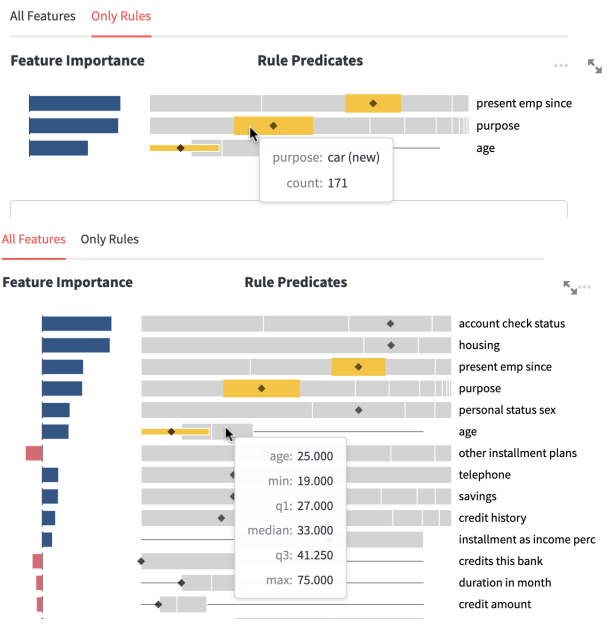 All Features Only Rules
Feature Importance Rule Predicates ...
present emp since
purpose
age
purpose: car (new)
count: 171
All Features Only Rules
Feature Importance Rule Predicates ...
account check status
housing
present emp since
purpose
personal status sex
age
other installment plans
telephone
savings
credit history
installment as income perc
credits this bank
duration in month
credit amount
age: 25.000
min: 19.000
q1: 27.000
median: 33.000
q3: 41.250
max: 75.000